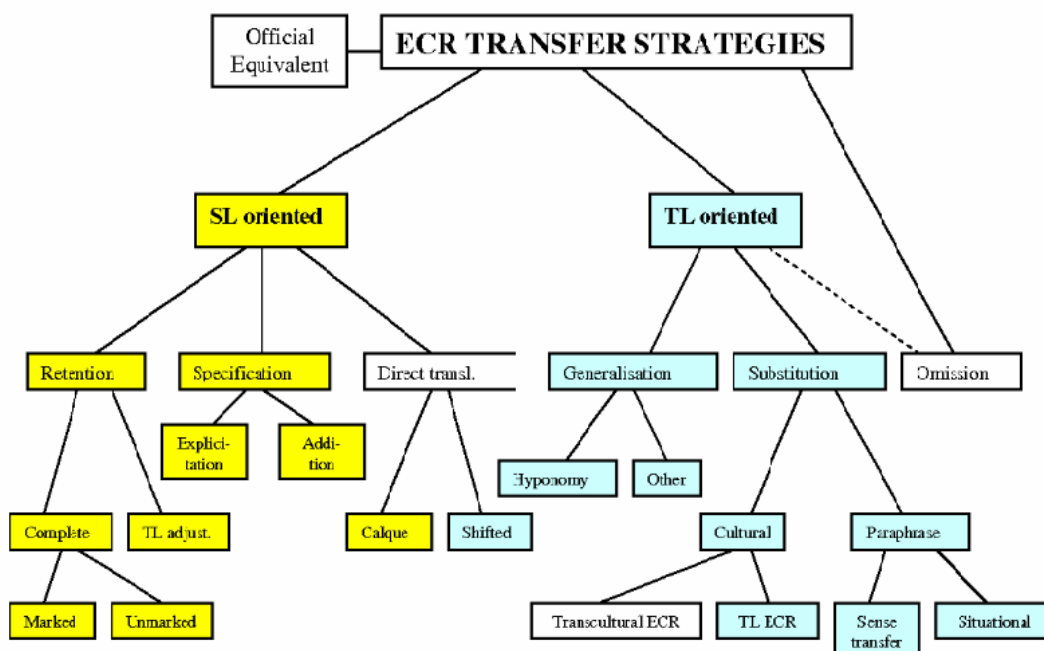 Official
Equivalent
ECR TRANSFER STRATEGIES
SL oriented
TL oriented
Retention
Specification
Direct transl.
Generalisation
Substitution
Omission
Explici-
tation
Addi-
tion
Hyponomy
Other
Complete
TL adjust.
Calque
Shifted
Cultural
Paraphrase
Marked
Unmarked
Transcultural ECR
TL ECR
Sense
transfer
Situational